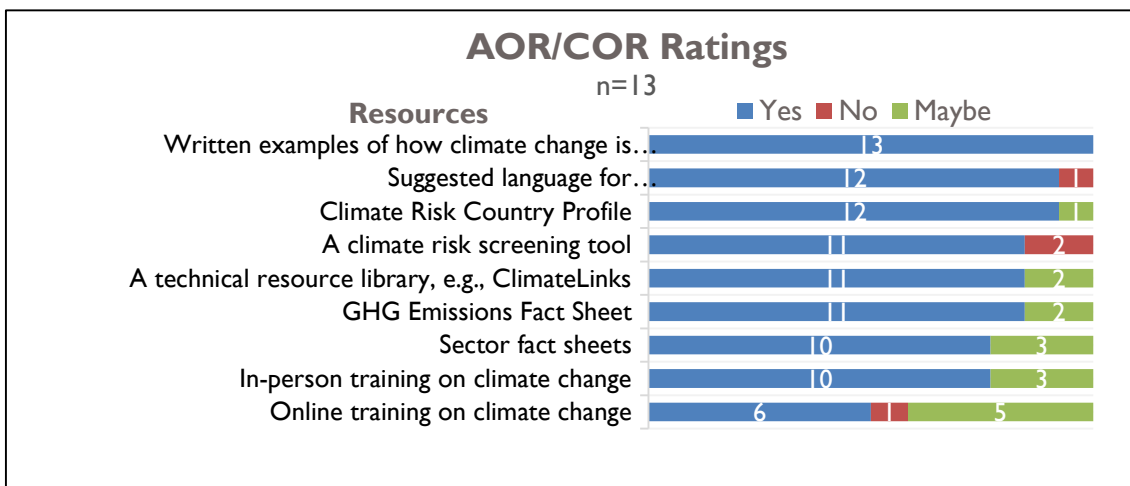 AOR/COR Ratings
n=13
Resources
Yes No Maybe
Written examples of how climate change is… 13
Suggested language for… 12 1
Climate Risk Country Profile 12 1
A climate risk screening tool 11 2
A technical resource library, e.g., ClimateLinks 11 2
GHG Emissions Fact Sheet 11 2
Sector fact sheets 10 3
In-person training on climate change 10 3
Online training on climate change 6 1 5